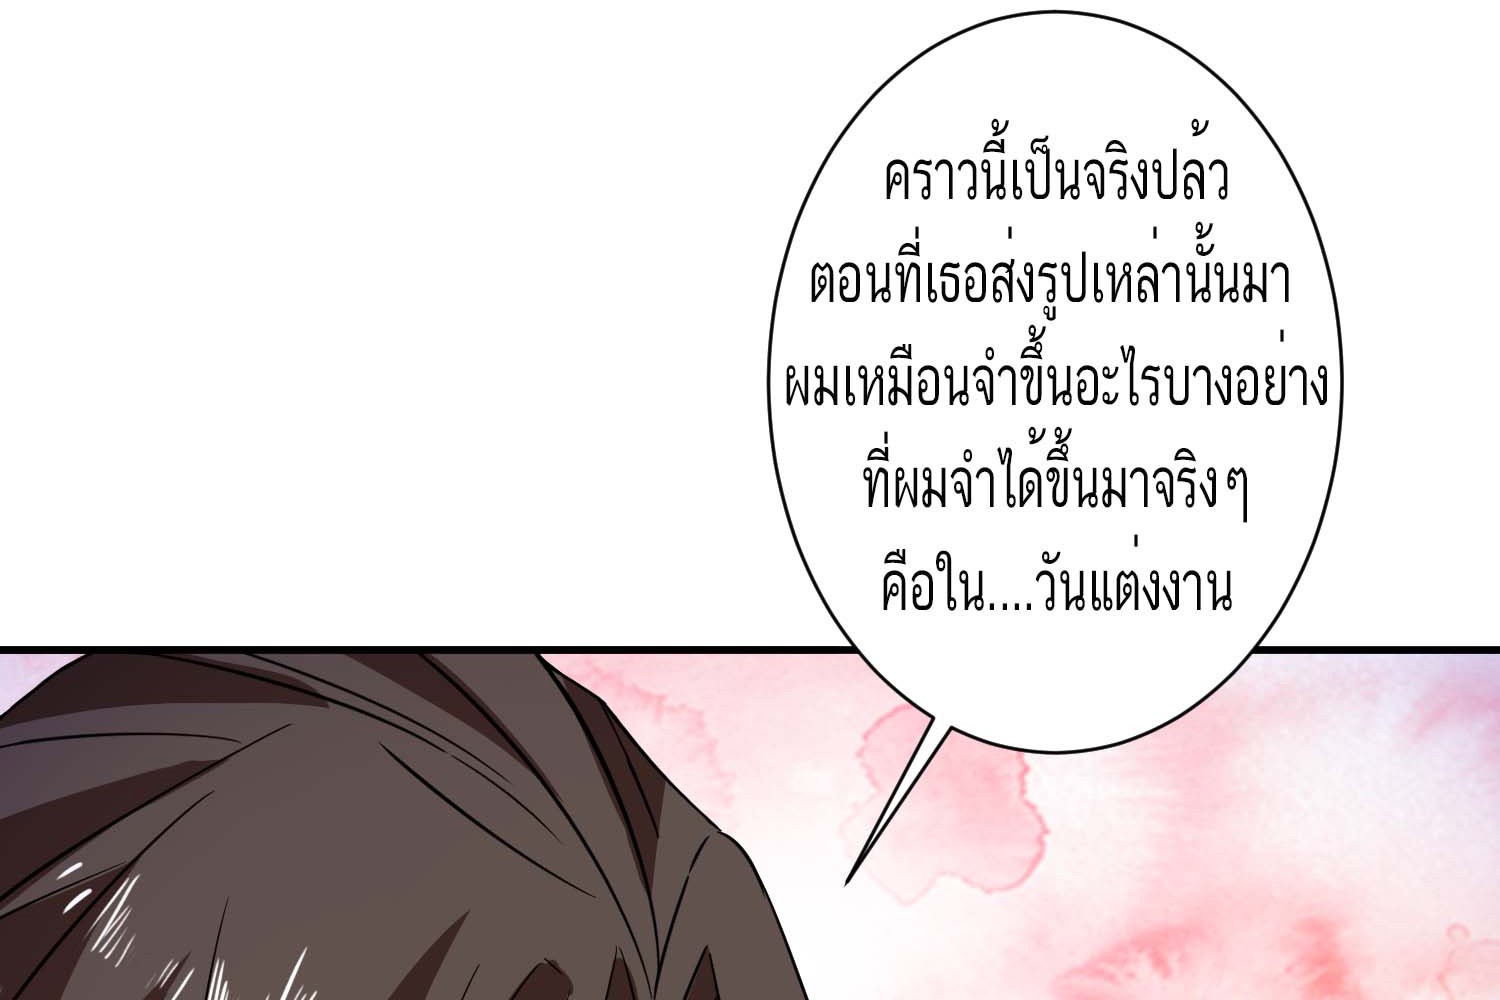 คราวนี้เป็นจริงปล้ว
ตอนที่เธอส่งรูปเหล่านั้นมา
ผมเหมือนจำขึ้นอะไรบางอย่าง
ที่ผมจำได้ขึ้นมาจริงๆ
คือใน....วันแต่งงาน